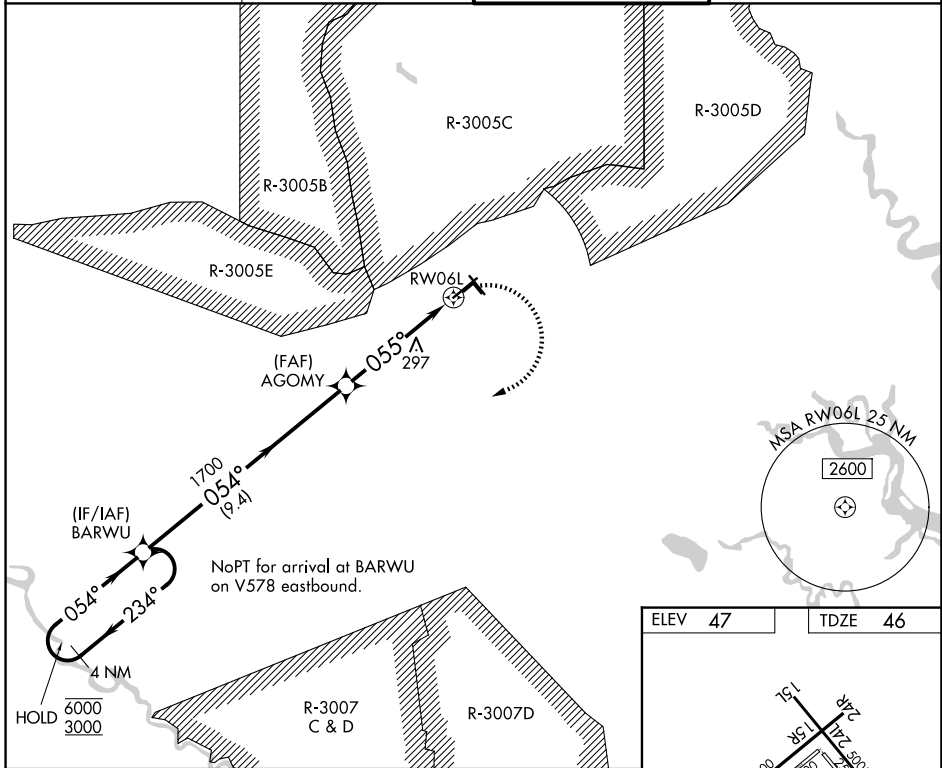 R-3005C
R-3005D
R-3005B
R-3005E
RW06L
(FAF)
AGOMY
055°
297
MSA RW06L 25 NM
2600
1700
054°
(9.4)
(IF/IAF)
BARWU
NoPT for arrival at BARWU
on V578 eastbound.
054°
234°
4 NM
HOLD
6000
3000
R-3007
C & D
R-3007D
ELEV 47
TDZE 46
15L
24R
15R
24L